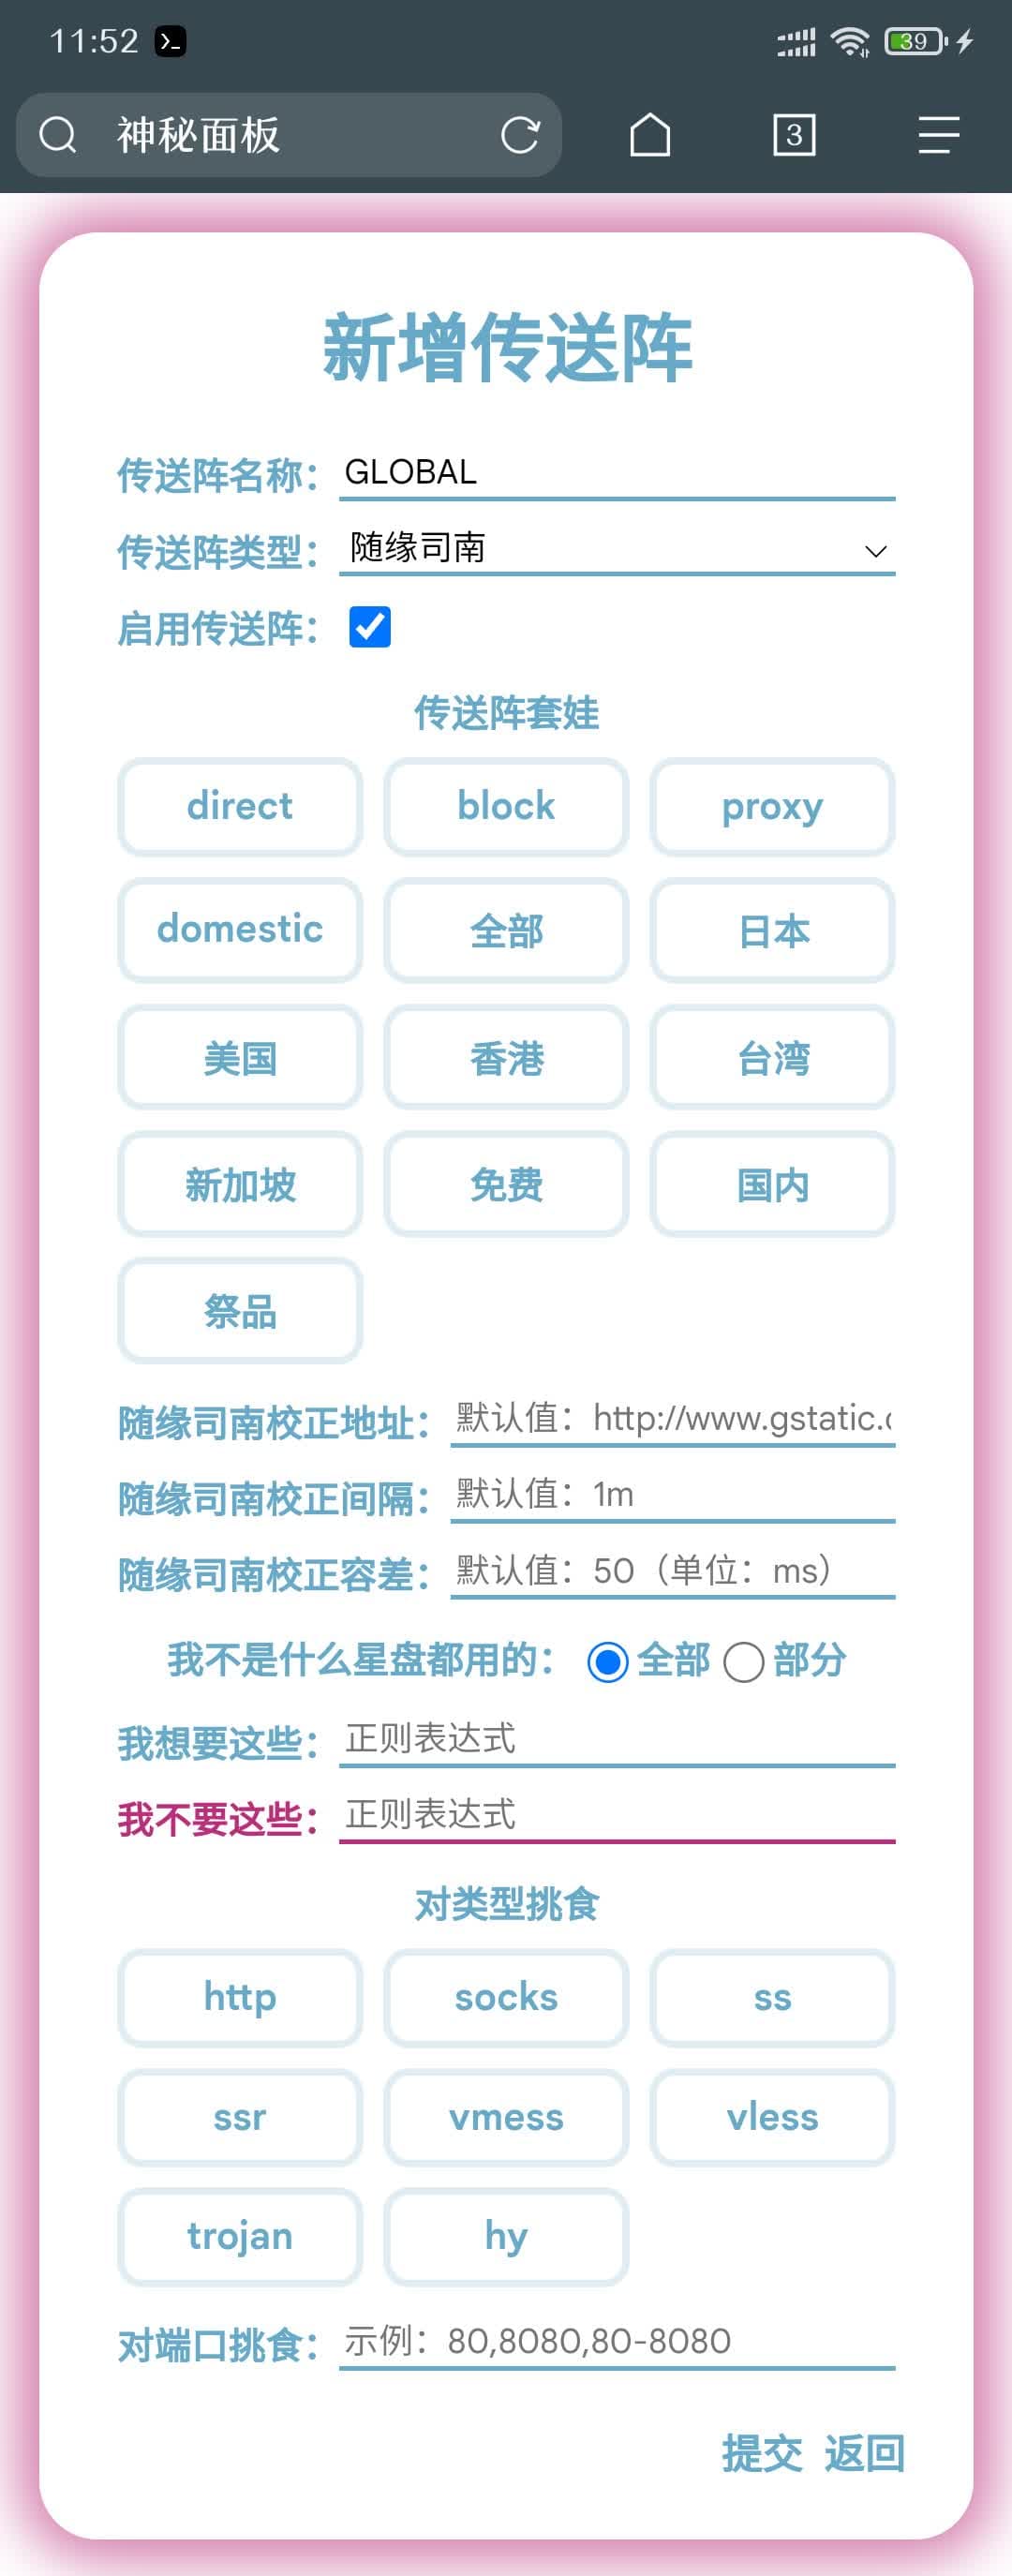 11:52
39
神秘面板
3
新增传送阵
传送阵名称： GLOBAL
传送阵类型： 随缘司南
启用传送阵：
传送阵套娃
direct block proxy
domestic 全部 日本
美国 香港 台湾
新加坡 免费 国内
祭品
随缘司南校正地址： 默认值：http://www.gstatic.c
随缘司南校正间隔： 默认值：1m
随缘司南校正容差： 默认值：50（单位：ms）
我不是什么星盘都用的： 全部 部分
我想要这些： 正则表达式
我不要这些： 正则表达式
对类型挑食
http socks ss
ssr vmess vless
trojan hy
对端口挑食： 示例：80,8080,80-8080
提交 返回